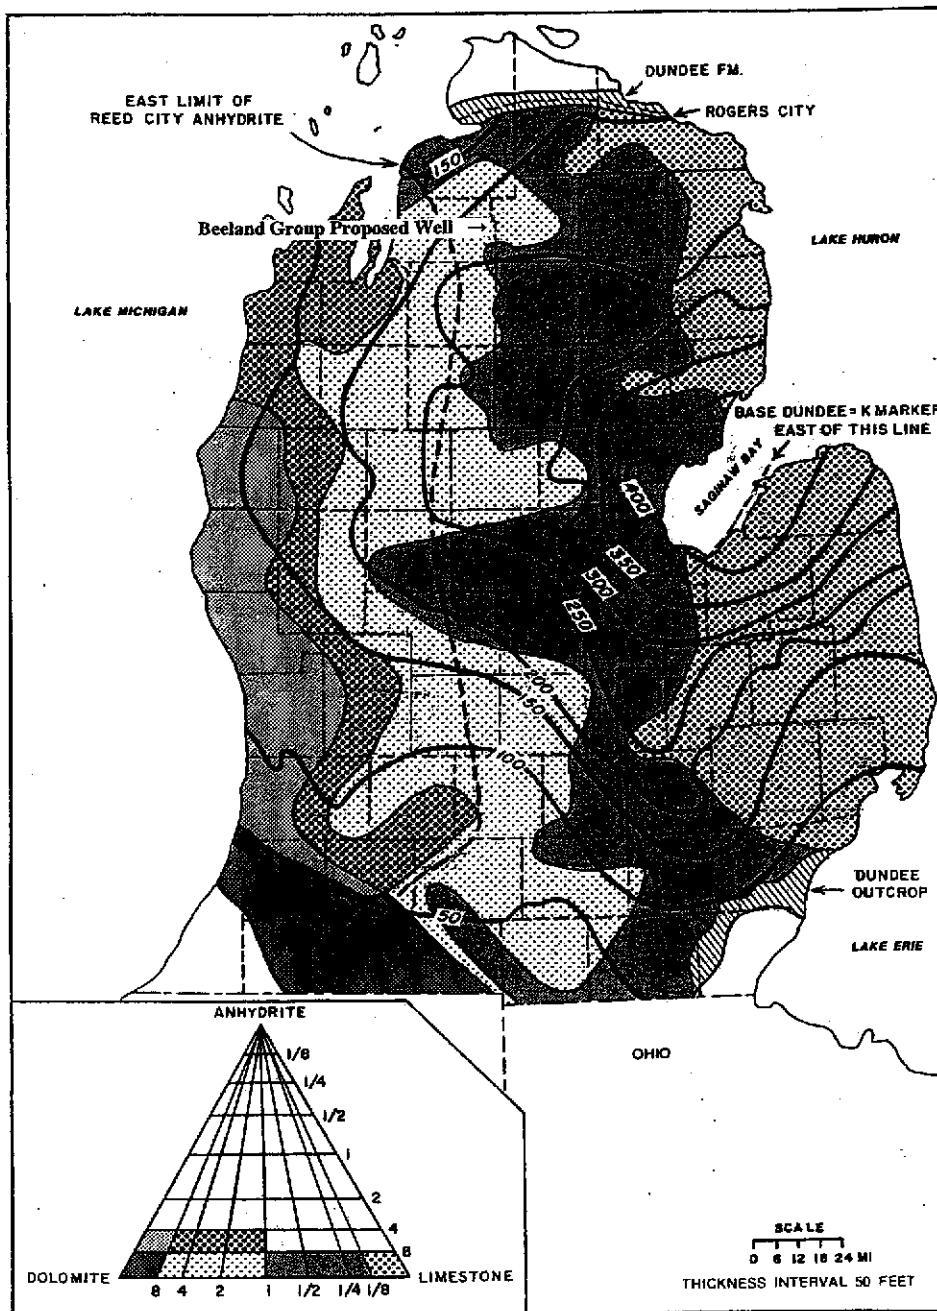 DUNDEE FM.
EAST LIMIT OF
REED CITY ANHYDRITE
ROGERS CITY
150
Beeland Group Proposed Well →
LAKE HURON
LAKE MICHIGAN
BASE DUNDEE = K MARKER
EAST OF THIS LINE
SAGINAW BAY
400
350
300
250
200
150
100
50
DUNDEE
OUTCROP
LAKE ERIE
OHIO
ANHYDRITE
1/8
1/4
1/2
1
2
4
8
DOLOMITE
LIMESTONE
8 4 2 1 1/2 1/4 1/8
SCALE
0 6 12 18 24 MI
THICKNESS INTERVAL 50 FEET